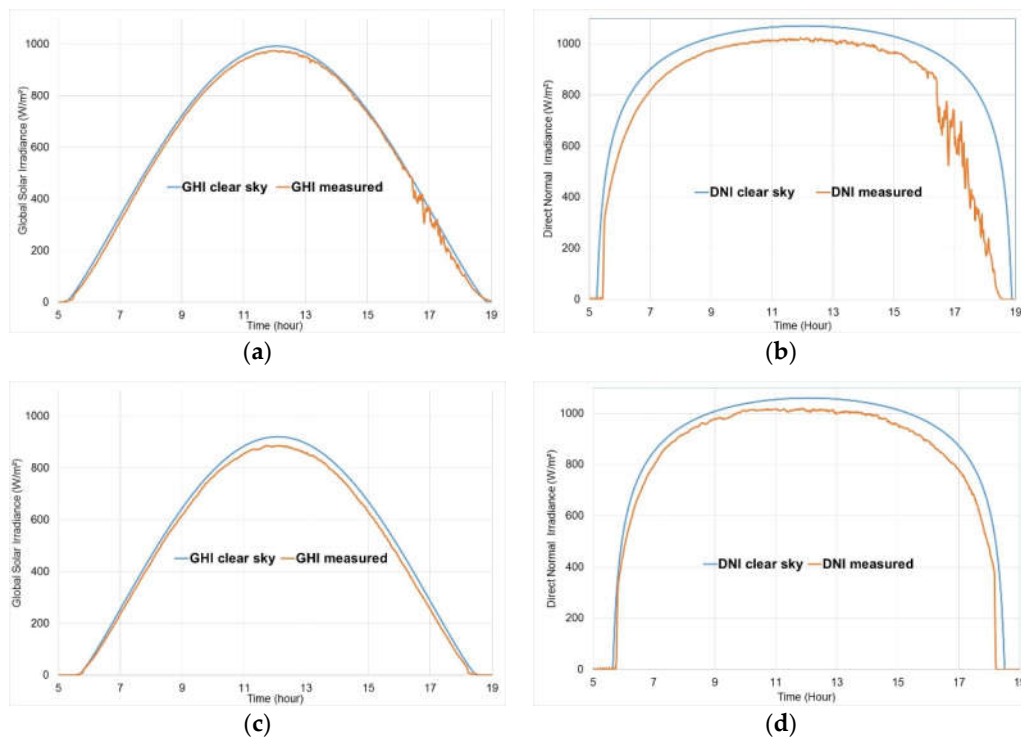 1000
800
600
400
200
0
Global Solar Irradiance (W/m²)
GHI clear sky GHI measured
5 7 9 11 13 15 17 19
Time (hour)
(a)
1000
800
600
400
200
0
Direct Normal Irradiance (W/m²)
DNI clear sky DNI measured
5 7 9 11 13 15 17 19
Time (Hour)
(b)
1000
800
600
400
200
0
Global Solar Irradiance (W/m²)
GHI clear sky GHI measured
5 7 9 11 13 15 17 19
Time (hour)
(c)
1000
800
600
400
200
0
Direct Normal Irradiance (W/m²)
DNI clear sky DNI measured
5 7 9 11 13 15 17 19
Time (Hour)
(d)